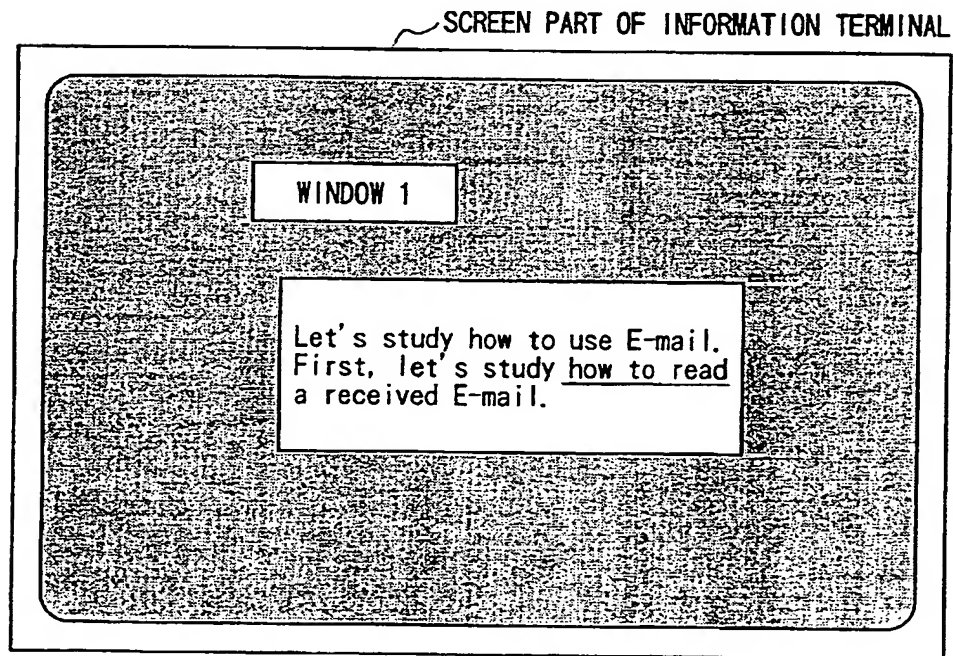 SCREEN PART OF INFORMATION TERMINAL
WINDOW 1
Let's study how to use E-mail.
First, let's study how to read
a received E-mail.